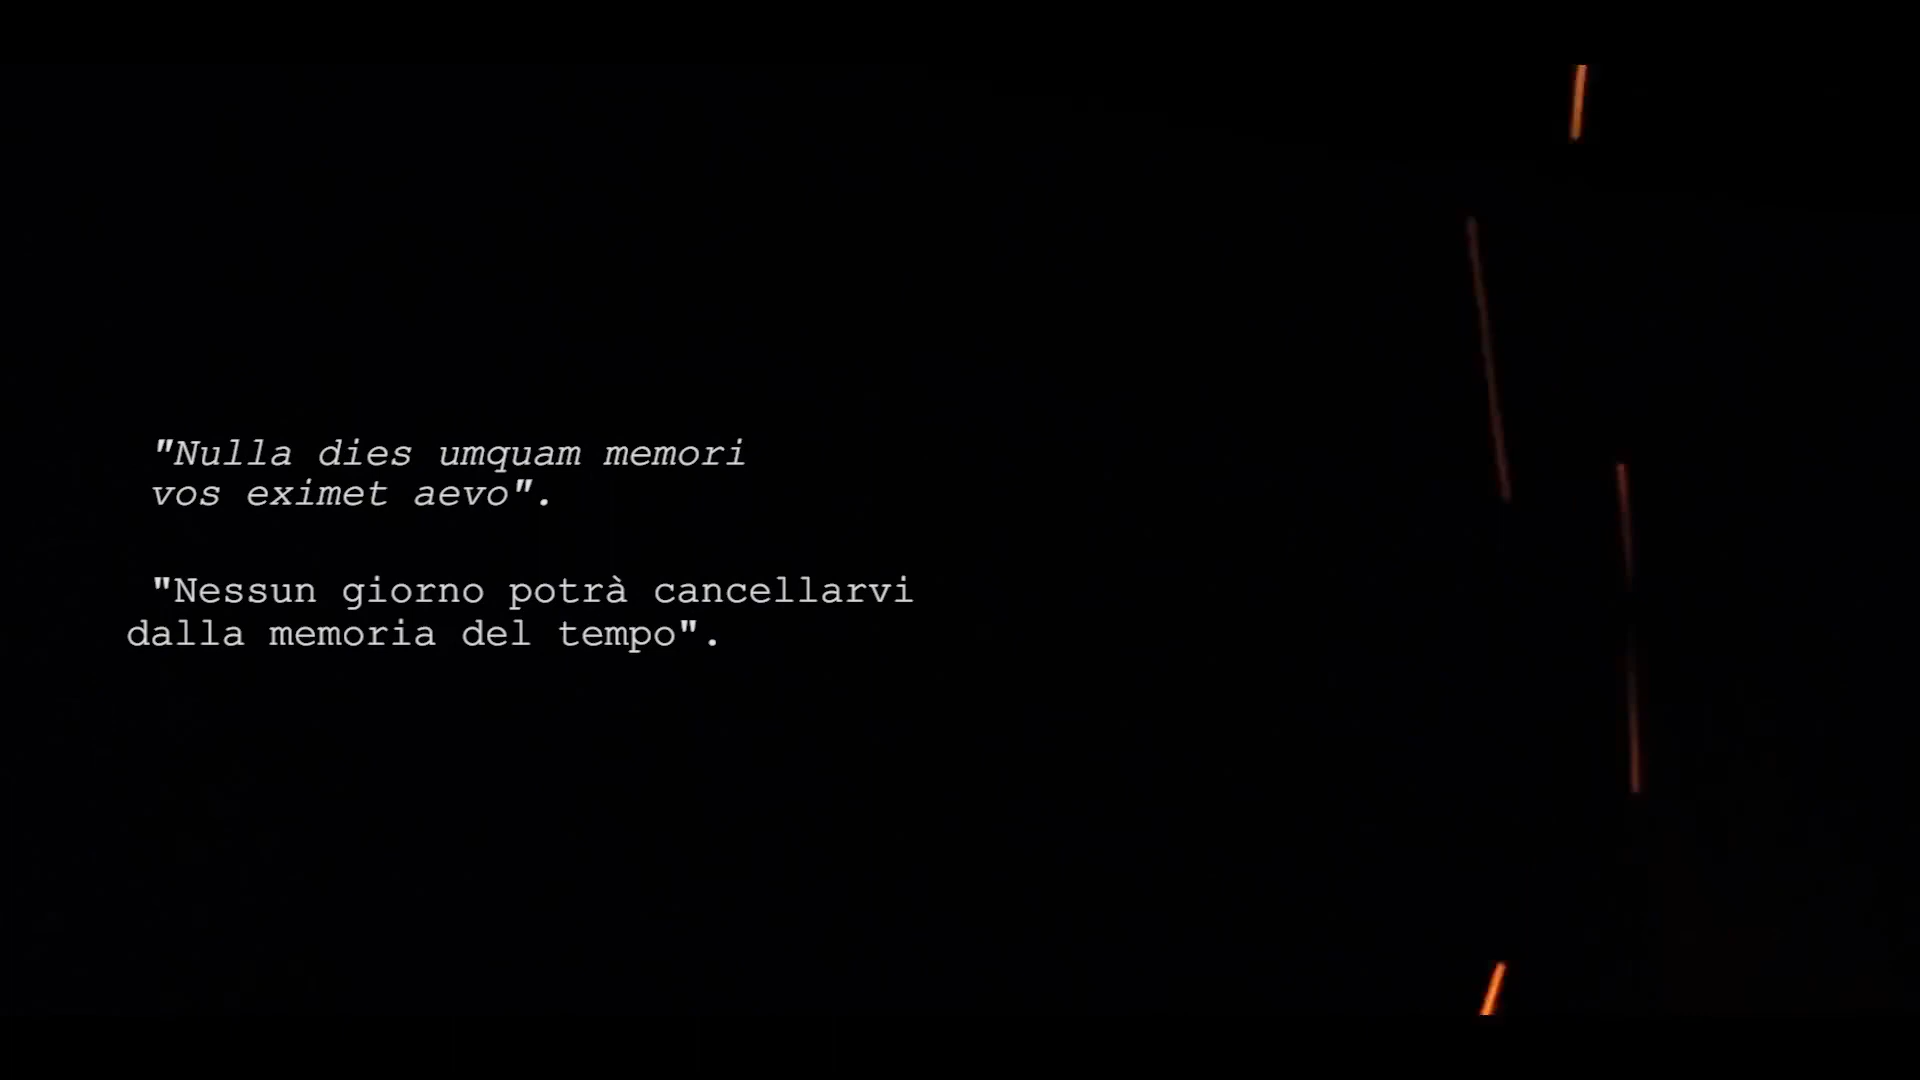 "Nulla dies umquam memori
vos eximet aevo".
"Nessun giorno potrà cancellarvi
dalla memoria del tempo".